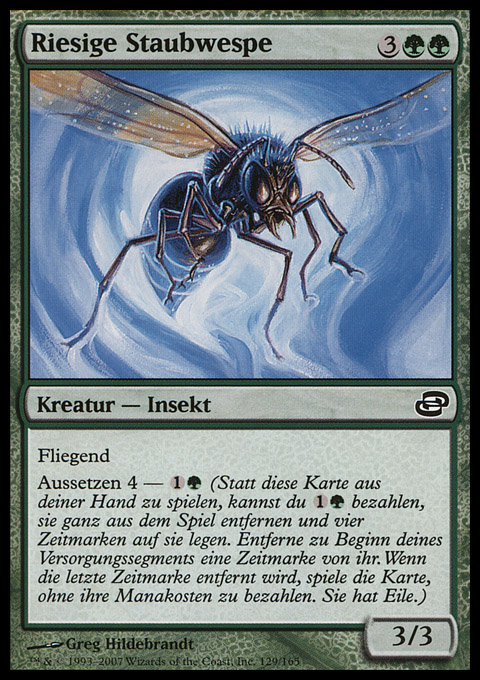 Riesige Staubwespe 3
Kreatur — Insekt
Fliegend
Aussetzen 4 — 1 (Statt diese Karte aus
deiner Hand zu spielen, kannst du 1 bezahlen,
sie ganz aus dem Spiel entfernen und vier
Zeitmarken auf sie legen. Entferne zu Beginn deines
Versorgungssegments eine Zeitmarke von ihr. Wenn
die letzte Zeitmarke entfernt wird, spiele die Karte,
ohne ihre Manakosten zu bezahlen. Sie hat Eile.)
Greg Hildebrandt
3/3
™ & © 1993–2007 Wizards of the Coast, Inc. 129/165